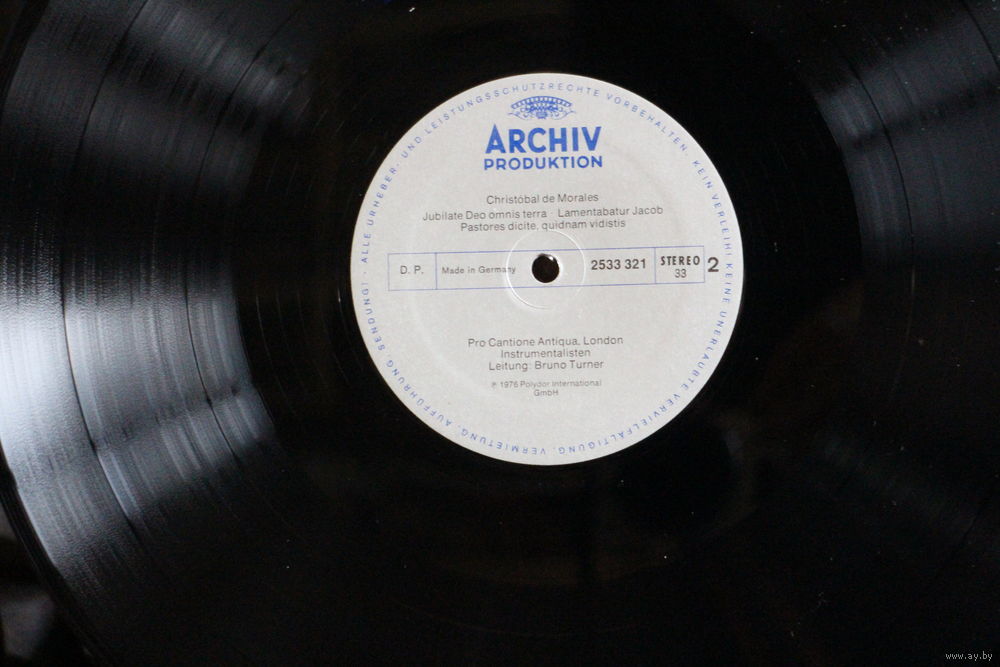 ALLE URHEBER- UND LEISTUNGSSCHUTZRECHTE VORBEHALTEN. KEIN VERLEIH! KEINE UNERLAUBTE VERVIELFÄLTIGUNG, VERMIETUNG, AUFFÜHRUNG, SENDUNG! ·
ARCHIV
PRODUKTION
Christóbal de Morales
Jubilate Deo omnis terra · Lamentabatur Jacob
Pastores dicite, quidnam vidistis
D. P. Made in Germany 2533 321 STEREO 33 2
Pro Cantione Antiqua, London
Instrumentalisten
Leitung: Bruno Turner
℗ 1976 Polydor International
GmbH
www.ay.by